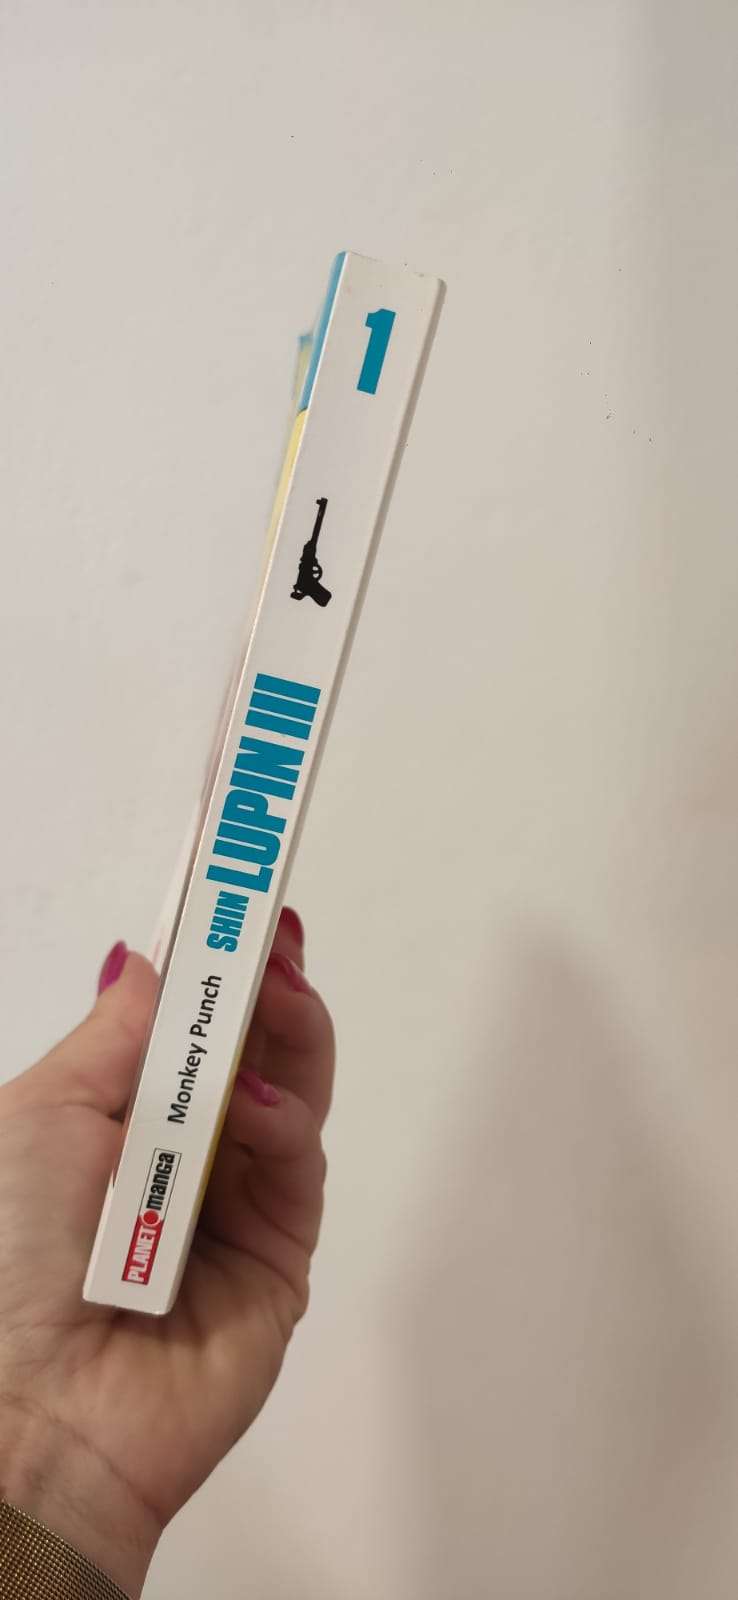 PLANET manga
Monkey Punch
SHIN LUPIN III
1